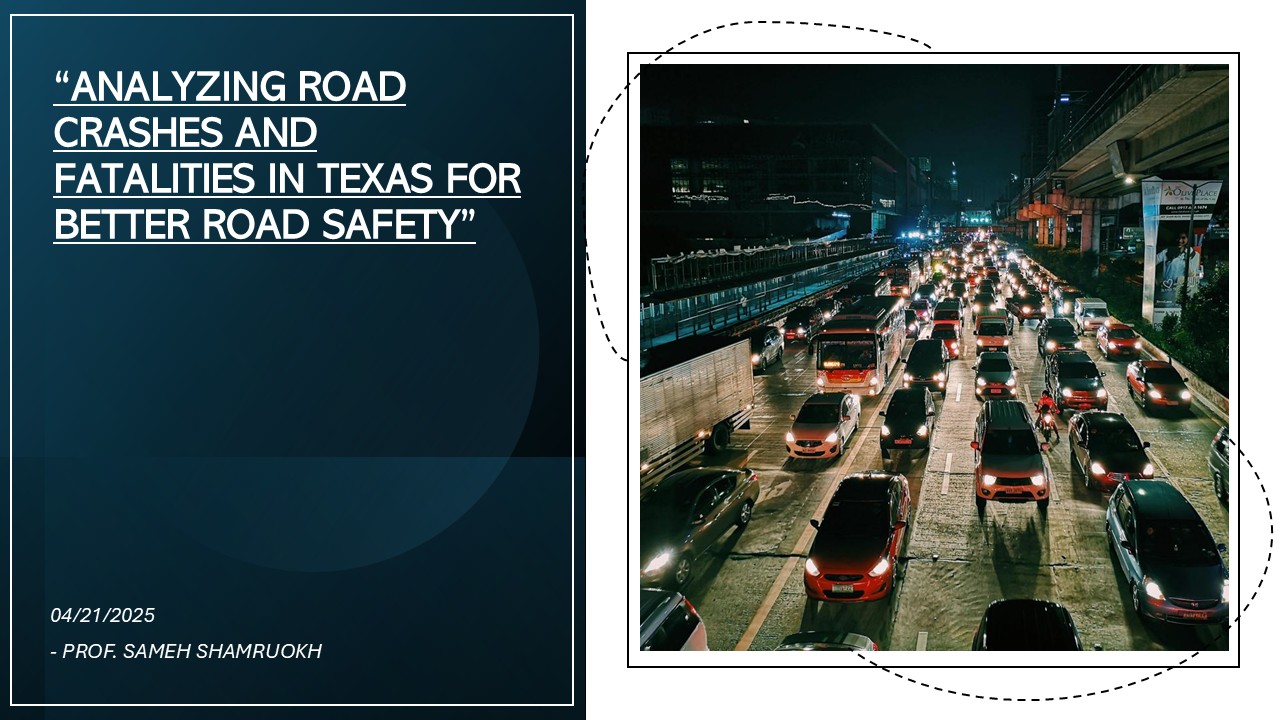 “ANALYZING ROAD
CRASHES AND
FATALITIES IN TEXAS FOR
BETTER ROAD SAFETY”
04/21/2025
- PROF. SAMEH SHAMRUOKH